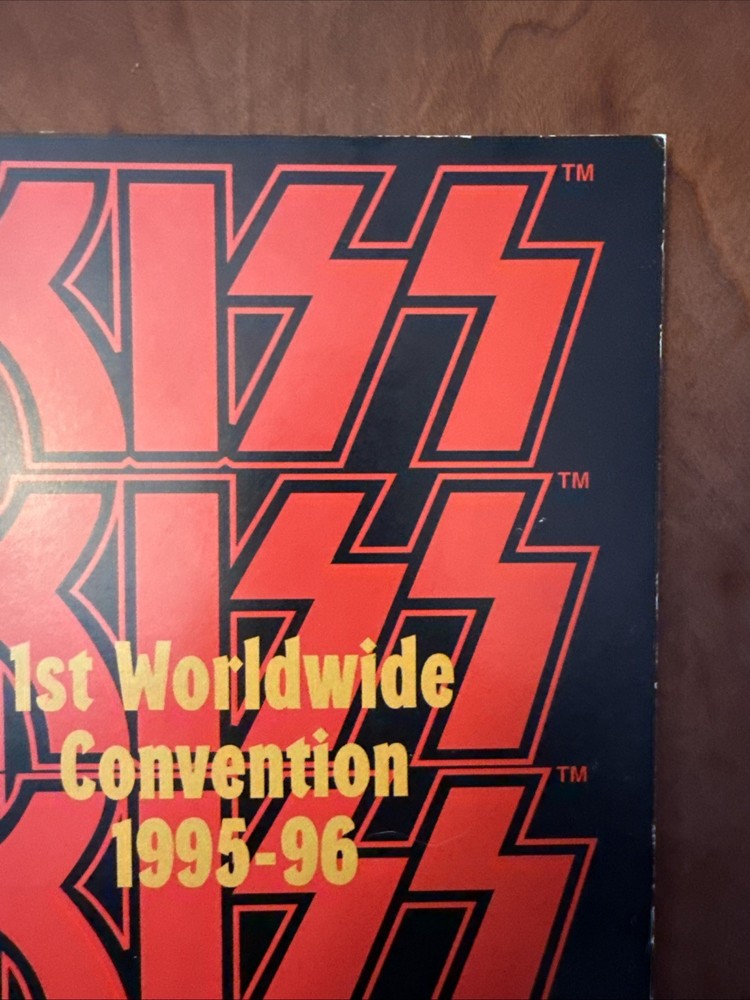 KISS™
KISS™
1st Worldwide
Convention
1995-96
KISS™